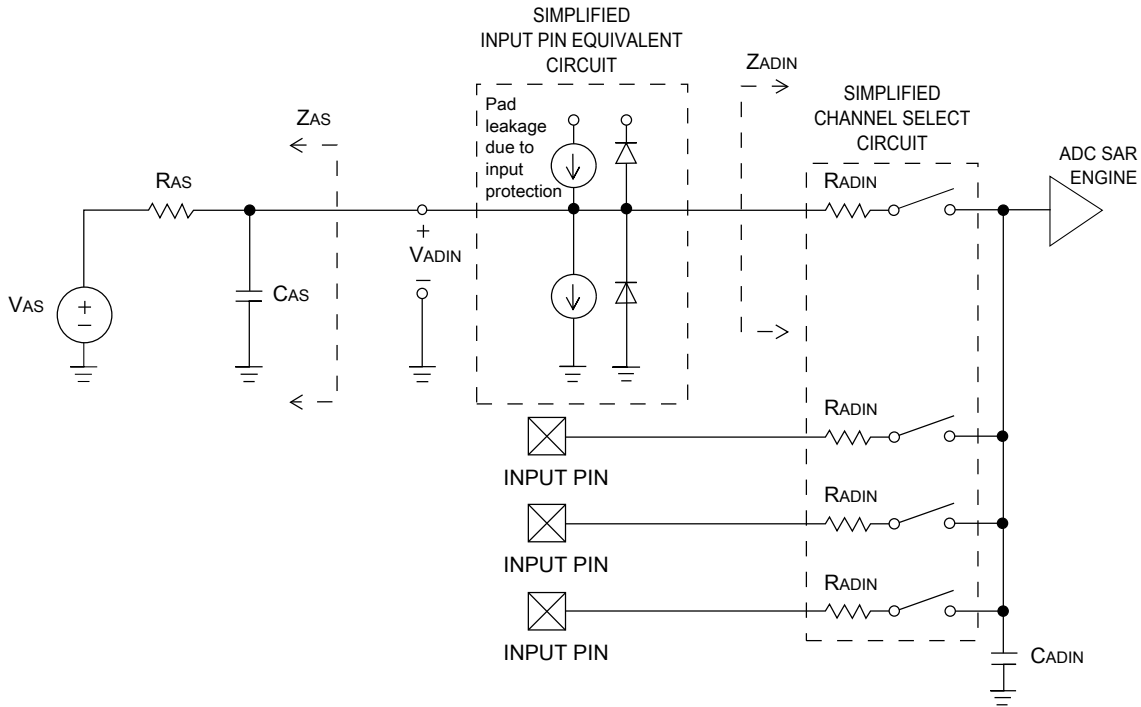 SIMPLIFIED
INPUT PIN EQUIVALENT
CIRCUIT
Pad
leakage
due to
input
protection
ZADIN
SIMPLIFIED
CHANNEL SELECT
CIRCUIT
ADC SAR
ENGINE
ZAS
RAS
RADIN
+
VADIN
–
CAS
VAS
+
–
RADIN
INPUT PIN
RADIN
INPUT PIN
RADIN
INPUT PIN
CADIN